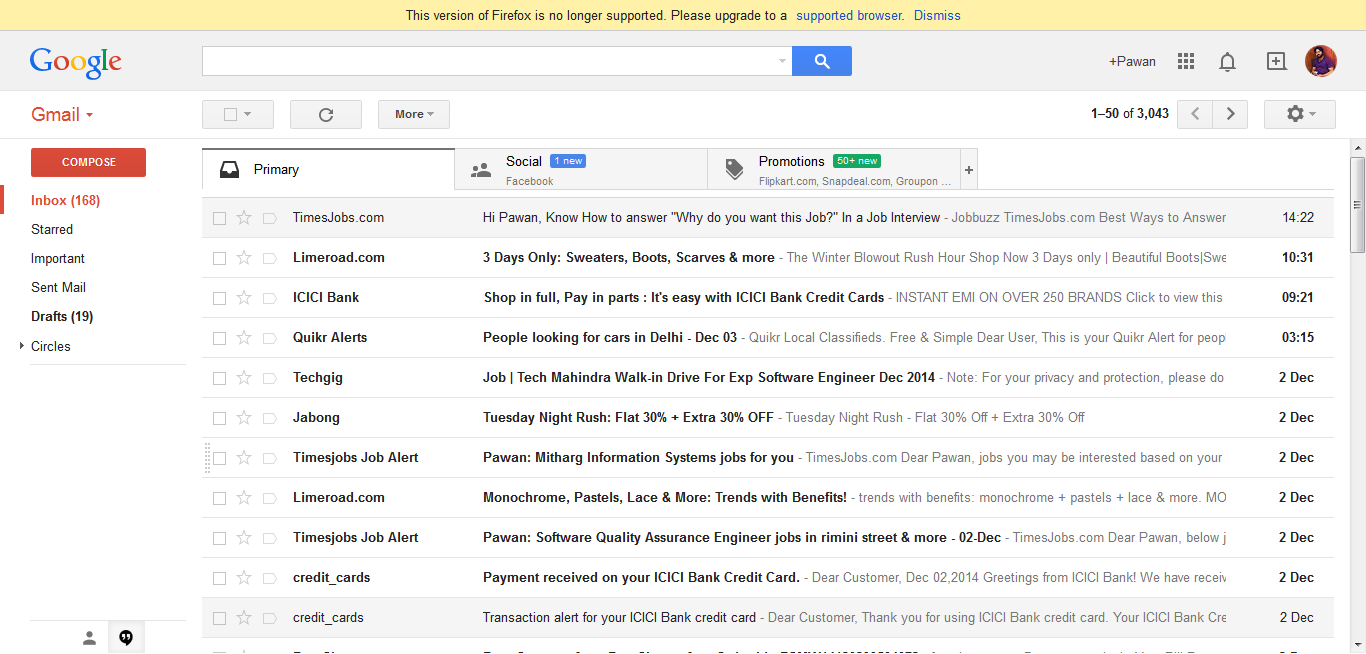 This version of Firefox is no longer supported. Please upgrade to a supported browser. Dismiss
Google
+Pawan
Gmail
More
1–50 of 3,043
COMPOSE
Inbox (168)
Starred
Important
Sent Mail
Drafts (19)
Circles
Primary
Social 1 new
Facebook
Promotions 50+ new
Flipkart.com, Snapdeal.com, Groupon ...
+
TimesJobs.com Hi Pawan, Know How to answer "Why do you want this Job?" In a Job Interview - Jobbuzz TimesJobs.com Best Ways to Answer 14:22
Limeroad.com 3 Days Only: Sweaters, Boots, Scarves & more - The Winter Blowout Rush Hour Shop Now 3 Days only | Beautiful Boots|Swe 10:31
ICICI Bank Shop in full, Pay in parts : It's easy with ICICI Bank Credit Cards - INSTANT EMI ON OVER 250 BRANDS Click to view this 09:21
Quikr Alerts People looking for cars in Delhi - Dec 03 - Quikr Local Classifieds. Free & Simple Dear User, This is your Quikr Alert for peop 03:15
Techgig Job | Tech Mahindra Walk-in Drive For Exp Software Engineer Dec 2014 - Note: For your privacy and protection, please do 2 Dec
Jabong Tuesday Night Rush: Flat 30% + Extra 30% OFF - Tuesday Night Rush - Flat 30% Off + Extra 30% Off 2 Dec
Timesjobs Job Alert Pawan: Mitharg Information Systems jobs for you - TimesJobs.com Dear Pawan, jobs you may be interested based on your 2 Dec
Limeroad.com Monochrome, Pastels, Lace & More: Trends with Benefits! - trends with benefits: monochrome + pastels + lace & more. MO 2 Dec
Timesjobs Job Alert Pawan: Software Quality Assurance Engineer jobs in rimini street & more - 02-Dec - TimesJobs.com Dear Pawan, below j 2 Dec
credit_cards Payment received on your ICICI Bank Credit Card. - Dear Customer, Dec 02,2014 Greetings from ICICI Bank! We have receiv 2 Dec
credit_cards Transaction alert for your ICICI Bank credit card - Dear Customer, Thank you for using ICICI Bank credit card. Your ICICI Bank Cre 2 Dec